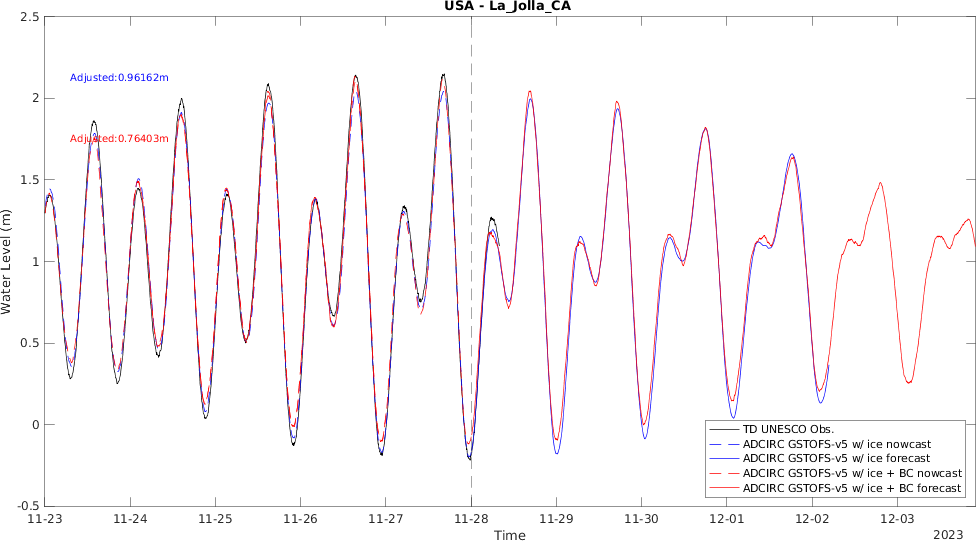 USA - La_Jolla_CA
2.5
2
1.5
1
0.5
0
-0.5
Water Level (m)
Adjusted:0.96162m
Adjusted:0.76403m
TD UNESCO Obs.
ADCIRC GSTOFS-v5 w/ ice nowcast
ADCIRC GSTOFS-v5 w/ ice forecast
ADCIRC GSTOFS-v5 w/ ice + BC nowcast
ADCIRC GSTOFS-v5 w/ ice + BC forecast
11-23 11-24 11-25 11-26 11-27 11-28 11-29 11-30 12-01 12-02 12-03
Time
2023